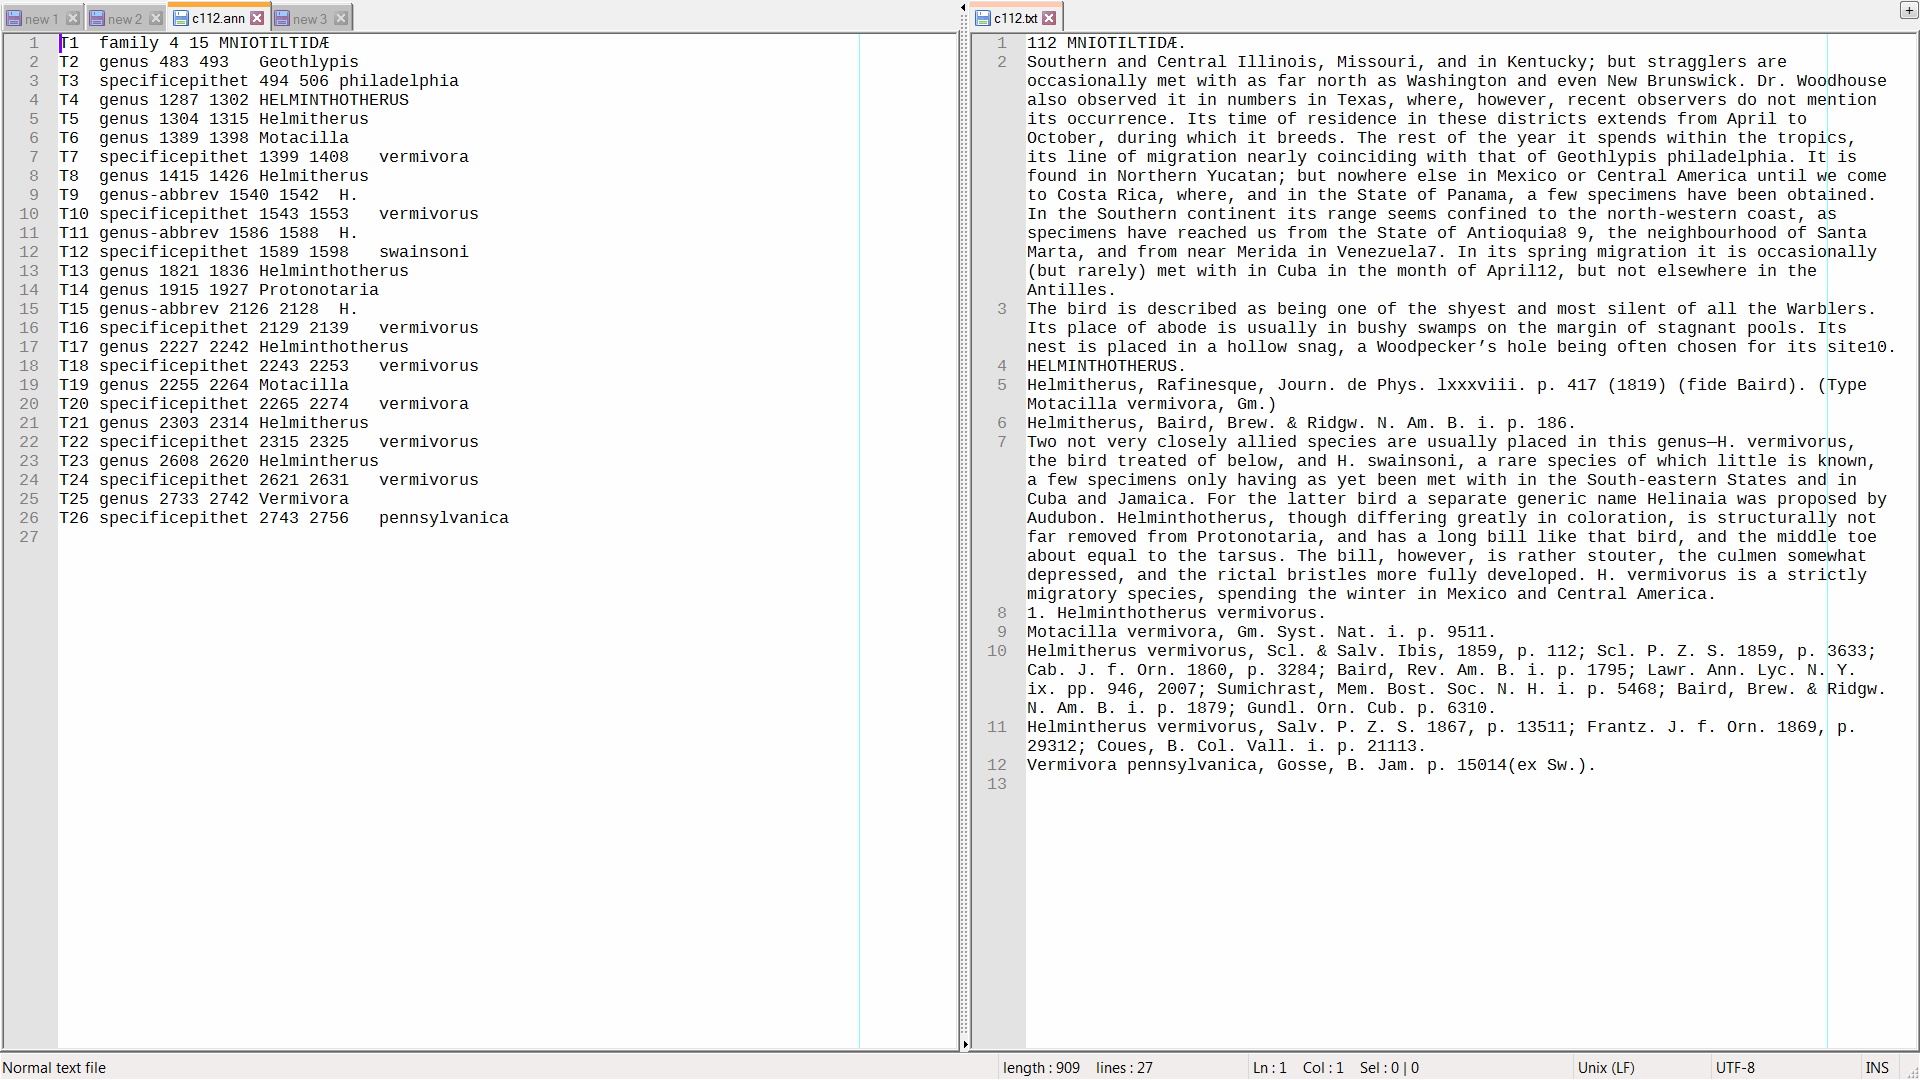 new 1 new 2 c112.ann new 3
1 T1 family 4 15 MNIOTILTIDÆ
2 T2 genus 483 493 Geothlypis
3 T3 specificepithet 494 506 philadelphia
4 T4 genus 1287 1302 HELMINTHOTHERUS
5 T5 genus 1304 1315 Helmitherus
6 T6 genus 1389 1398 Motacilla
7 T7 specificepithet 1399 1408 vermivora
8 T8 genus 1415 1426 Helmitherus
9 T9 genus-abbrev 1540 1542 H.
10 T10 specificepithet 1543 1553 vermivorus
11 T11 genus-abbrev 1586 1588 H.
12 T12 specificepithet 1589 1598 swainsoni
13 T13 genus 1821 1836 Helminthotherus
14 T14 genus 1915 1927 Protonotaria
15 T15 genus-abbrev 2126 2128 H.
16 T16 specificepithet 2129 2139 vermivorus
17 T17 genus 2227 2242 Helminthotherus
18 T18 specificepithet 2243 2253 vermivorus
19 T19 genus 2255 2264 Motacilla
20 T20 specificepithet 2265 2274 vermivora
21 T21 genus 2303 2314 Helmitherus
22 T22 specificepithet 2315 2325 vermivorus
23 T23 genus 2608 2620 Helmintherus
24 T24 specificepithet 2621 2631 vermivorus
25 T25 genus 2733 2742 Vermivora
26 T26 specificepithet 2743 2756 pennsylvanica
27
c112.txt
1 112 MNIOTILTIDÆ.
2 Southern and Central Illinois, Missouri, and in Kentucky; but stragglers are
occasionally met with as far north as Washington and even New Brunswick. Dr. Woodhouse
also observed it in numbers in Texas, where, however, recent observers do not mention
its occurrence. Its time of residence in these districts extends from April to
October, during which it breeds. The rest of the year it spends within the tropics,
its line of migration nearly coinciding with that of Geothlypis philadelphia. It is
found in Northern Yucatan; but nowhere else in Mexico or Central America until we come
to Costa Rica, where, and in the State of Panama, a few specimens have been obtained.
In the Southern continent its range seems confined to the north-western coast, as
specimens have reached us from the State of Antioquia8 9, the neighbourhood of Santa
Marta, and from near Merida in Venezuela7. In its spring migration it is occasionally
(but rarely) met with in Cuba in the month of April12, but not elsewhere in the
Antilles.
3 The bird is described as being one of the shyest and most silent of all the Warblers.
Its place of abode is usually in bushy swamps on the margin of stagnant pools. Its
nest is placed in a hollow snag, a Woodpecker’s hole being often chosen for its site10.
4 HELMINTHOTHERUS.
5 Helmitherus, Rafinesque, Journ. de Phys. lxxxviii. p. 417 (1819) (fide Baird). (Type
Motacilla vermivora, Gm.)
6 Helmitherus, Baird, Brew. & Ridgw. N. Am. B. i. p. 186.
7 Two not very closely allied species are usually placed in this genus—H. vermivorus,
the bird treated of below, and H. swainsoni, a rare species of which little is known,
a few specimens only having as yet been met with in the South-eastern States and in
Cuba and Jamaica. For the latter bird a separate generic name Helinaia was proposed by
Audubon. Helminthotherus, though differing greatly in coloration, is structurally not
far removed from Protonotaria, and has a long bill like that bird, and the middle toe
about equal to the tarsus. The bill, however, is rather stouter, the culmen somewhat
depressed, and the rictal bristles more fully developed. H. vermivorus is a strictly
migratory species, spending the winter in Mexico and Central America.
8 1. Helminthotherus vermivorus.
9 Motacilla vermivora, Gm. Syst. Nat. i. p. 9511.
10 Helmitherus vermivorus, Scl. & Salv. Ibis, 1859, p. 112; Scl. P. Z. S. 1859, p. 3633;
Cab. J. f. Orn. 1860, p. 3284; Baird, Rev. Am. B. i. p. 1795; Lawr. Ann. Lyc. N. Y.
ix. pp. 946, 2007; Sumichrast, Mem. Bost. Soc. N. H. i. p. 5468; Baird, Brew. & Ridgw.
N. Am. B. i. p. 1879; Gundl. Orn. Cub. p. 6310.
11 Helmintherus vermivorus, Salv. P. Z. S. 1867, p. 13511; Frantz. J. f. Orn. 1869, p.
29312; Coues, B. Col. Vall. i. p. 21113.
12 Vermivora pennsylvanica, Gosse, B. Jam. p. 15014(ex Sw.).
13
Normal text file length : 909 lines : 27 Ln : 1 Col : 1 Sel : 0 | 0 Unix (LF) UTF-8 INS